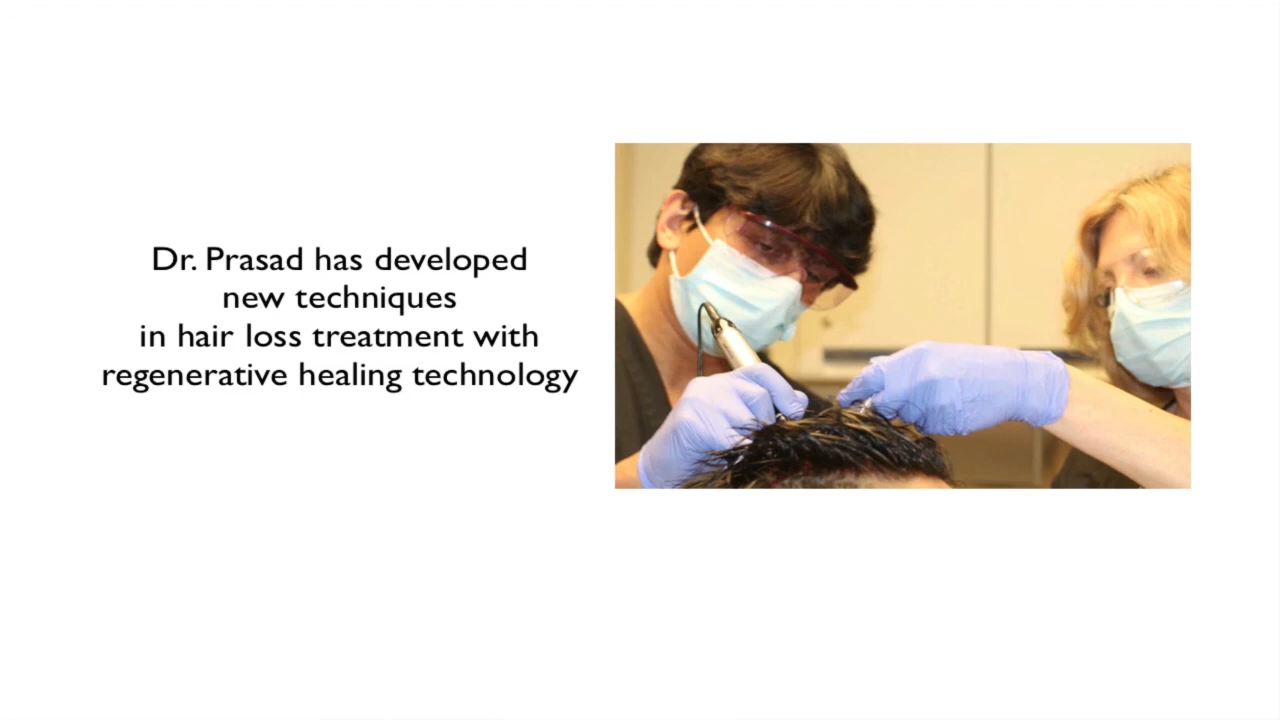 Dr. Prasad has developed
new techniques
in hair loss treatment with
regenerative healing technology